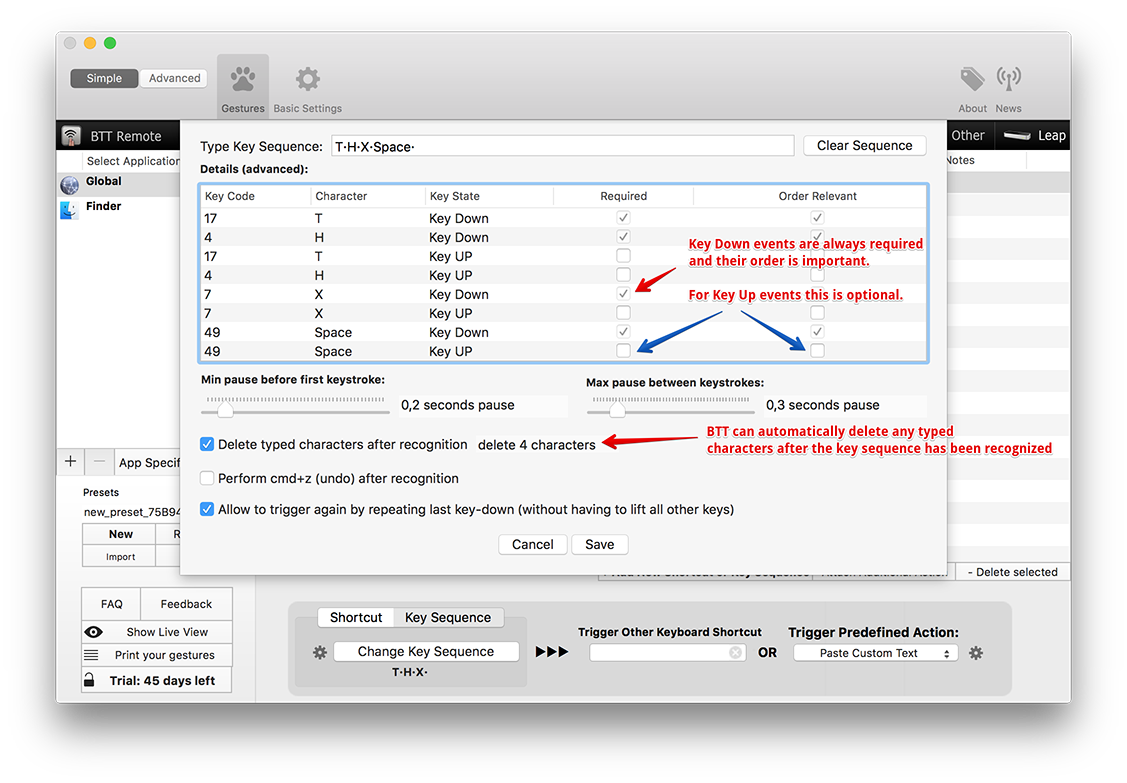 Simple
Advanced
Gestures
Basic Settings
About
News
BTT Remote
Other
Leap
Select Application
Notes
Global
Finder
Type Key Sequence:
T·H·X·Space·
Clear Sequence
Details (advanced):
Key Code Character Key State Required Order Relevant
17 T Key Down
4 H Key Down
17 T Key UP
4 H Key UP
7 X Key Down
7 X Key UP
49 Space Key Down
49 Space Key UP
Key Down events are always required
and their order is important.
For Key Up events this is optional.
Min pause before first keystroke:
0,2 seconds pause
Max pause between keystrokes:
0,3 seconds pause
Delete typed characters after recognition
delete 4 characters
BTT can automatically delete any typed
characters after the key sequence has been recognized
Perform cmd+z (undo) after recognition
Allow to trigger again by repeating last key-down (without having to lift all other keys)
Cancel
Save
+
−
App Specif
Presets
new_preset_75B94
New
R
Import
- Delete selected
FAQ
Feedback
Show Live View
Print your gestures
Trial: 45 days left
Shortcut
Key Sequence
Change Key Sequence
T·H·X·
Trigger Other Keyboard Shortcut
OR
Trigger Predefined Action:
Paste Custom Text